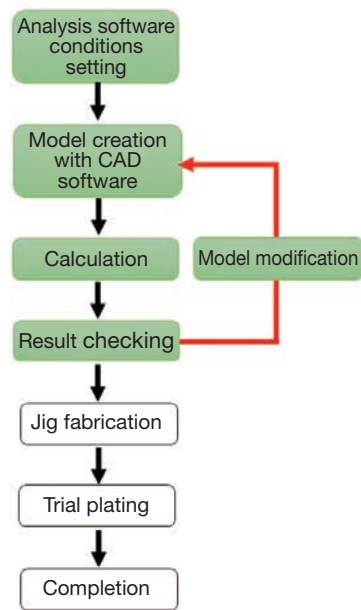 Analysis software
conditions
setting
Model creation
with CAD
software
Calculation
Model modification
Result checking
Jig fabrication
Trial plating
Completion